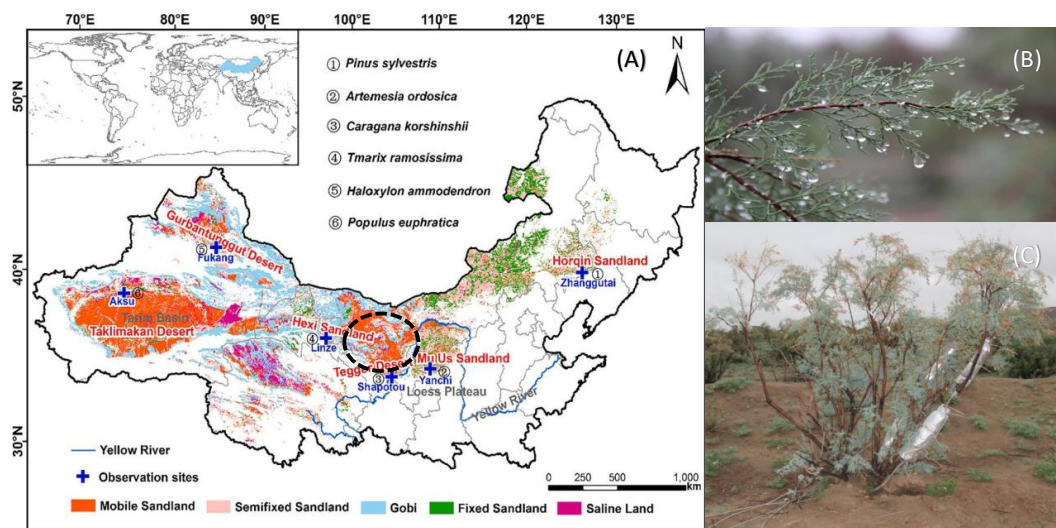 70°E
80°E
90°E
100°E
110°E
120°E
130°E
(A)
N
① Pinus sylvestris
② Artemesia ordosica
③ Caragana korshinshii
④ Tmarix ramosissima
⑤ Haloxylon ammodendron
⑥ Populus euphratica
50°N
40°N
30°N
Gurbantunggut Desert
⑤
Fukang
Aksu
⑥
Tarim Basin
Taklimakan Desert
Hexi Sandland
④
Linze
Tegger Dese
③
Shapotou
Mu Us Sandland
Yanchi
②
Loess Plateau
Yellow River
Horqin Sandland
①
Zhanggutai
Yellow River
Observation sites
0 250 500 1,000
km
Mobile Sandland Semifixed Sandland Gobi Fixed Sandland Saline Land
(B)
(C)